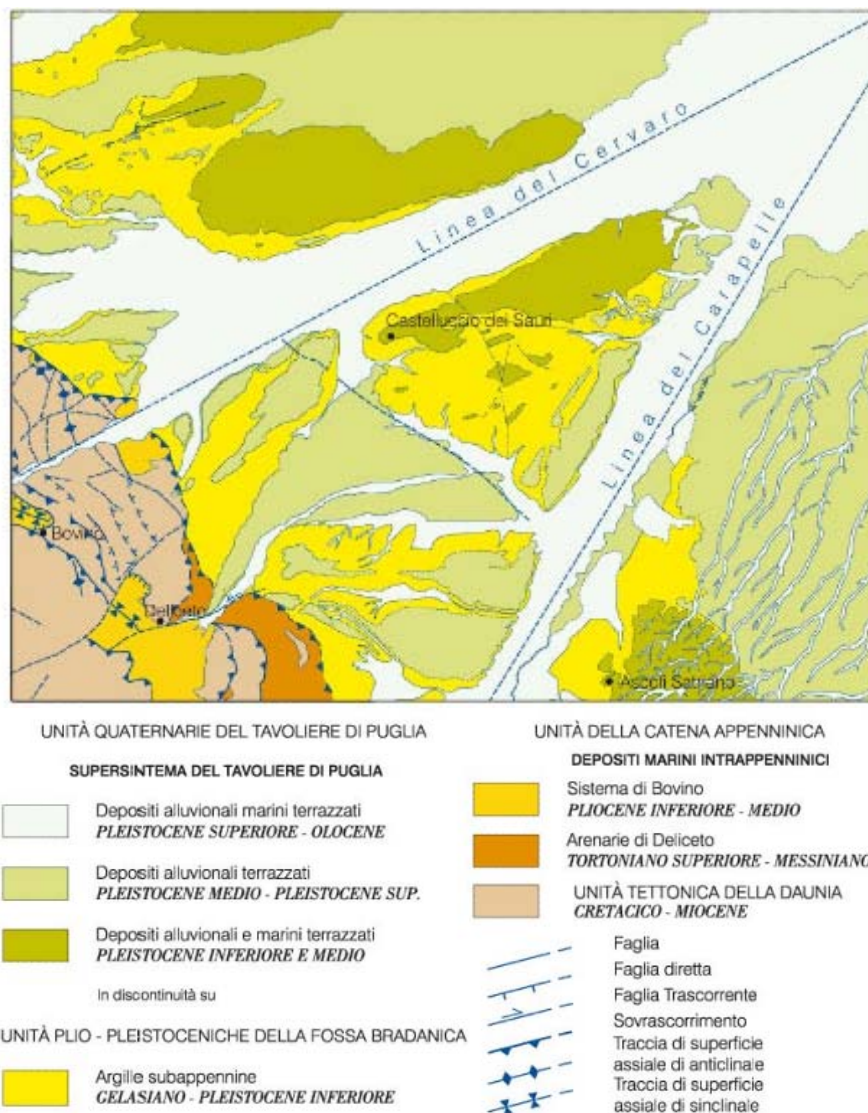 Linea del Cervaro
Linea del Carapelle
Castelluccio dei Sauri
Bovino
Deliceto
Ascoli Satriano
UNITÀ QUATERNARIE DEL TAVOLIERE DI PUGLIA
SUPERSINTEMA DEL TAVOLIERE DI PUGLIA
Depositi alluvionali marini terrazzati
PLEISTOCENE SUPERIORE - OLOCENE
Depositi alluvionali terrazzati
PLEISTOCENE MEDIO - PLEISTOCENE SUP.
Depositi alluvionali e marini terrazzati
PLEISTOCENE INFERIORE E MEDIO
In discontinuità su
UNITÀ PLIO - PLEISTOCENICHE DELLA FOSSA BRADANICA
Argille subappennine
GELASIANO - PLEISTOCENE INFERIORE
UNITÀ DELLA CATENA APPENNINICA
DEPOSITI MARINI INTRAPPENNINICI
Sistema di Bovino
PLIOCENE INFERIORE - MEDIO
Arenarie di Deliceto
TORTONIANO SUPERIORE - MESSINIANO
UNITÀ TETTONICA DELLA DAUNIA
CRETACICO - MIOCENE
Faglia
Faglia diretta
Faglia Trascorrente
Sovrascorrimento
Traccia di superficie
assiale di anticlinale
Traccia di superficie
assiale di sinclinale